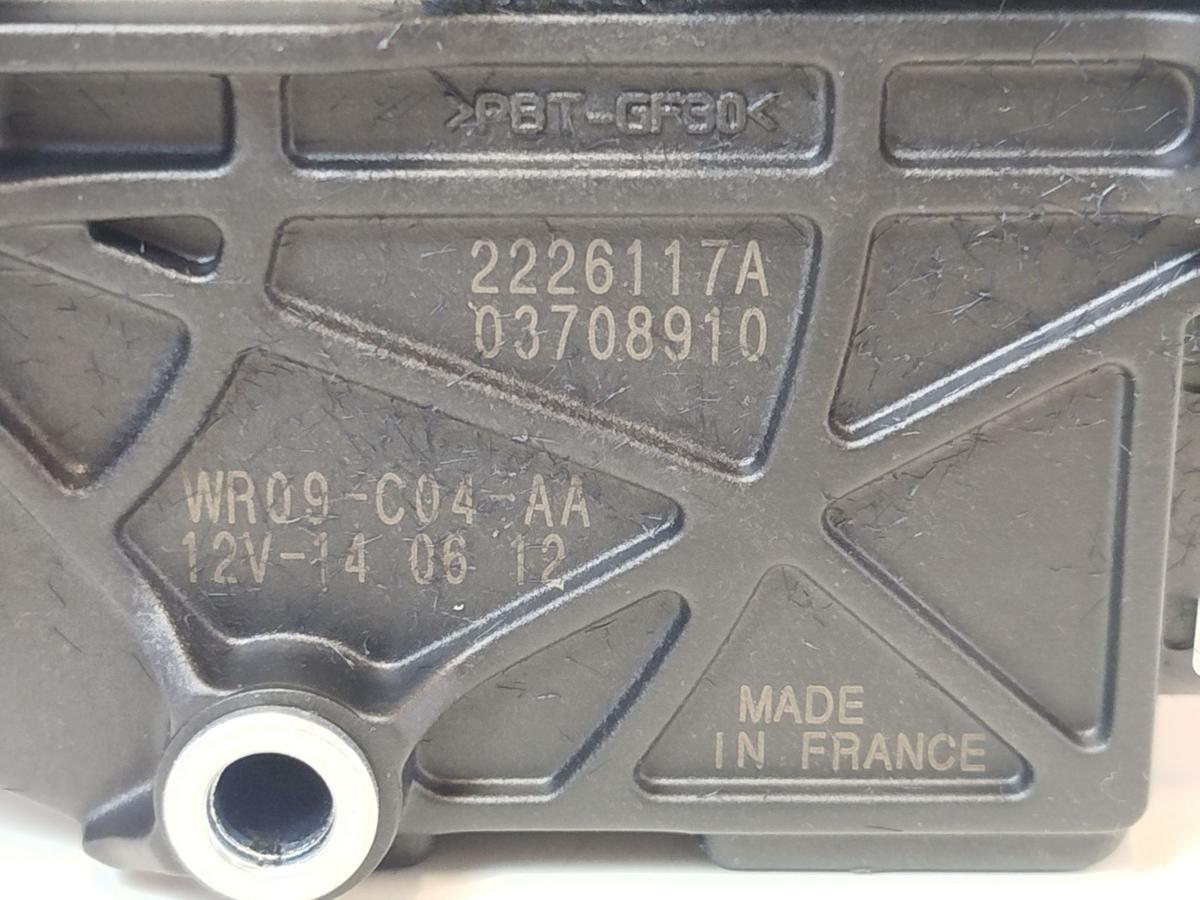 >PBT-GF30<
2226117A
03708910
WR09-C04-AA
12V-14 06 12
MADE
IN FRANCE